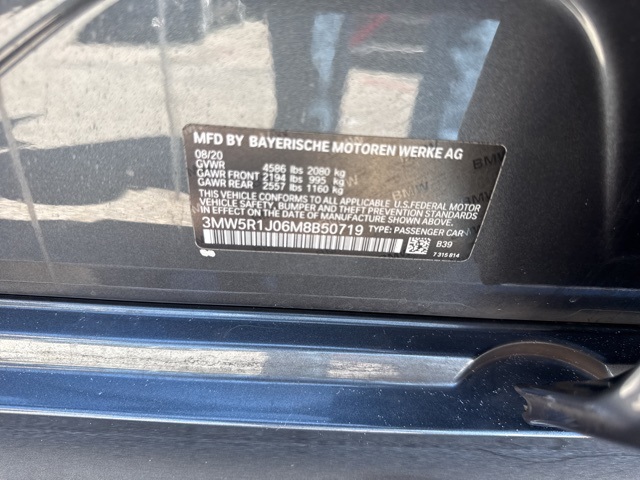 MFD BY BAYERISCHE MOTOREN WERKE AG
08/20
GVWR 4586 lbs 2080 kg
GAWR FRONT 2194 lbs 995 kg
GAWR REAR 2557 lbs 1160 kg
THIS VEHICLE CONFORMS TO ALL APPLICABLE U.S.FEDERAL MOTOR
VEHICLE SAFETY, BUMPER, AND THEFT PREVENTION STANDARDS
IN EFFECT ON THE DATE OF MANUFACTURE SHOWN ABOVE.
3MW5R1J06M8B50719 TYPE: PASSENGER CAR
B39
7 315 814